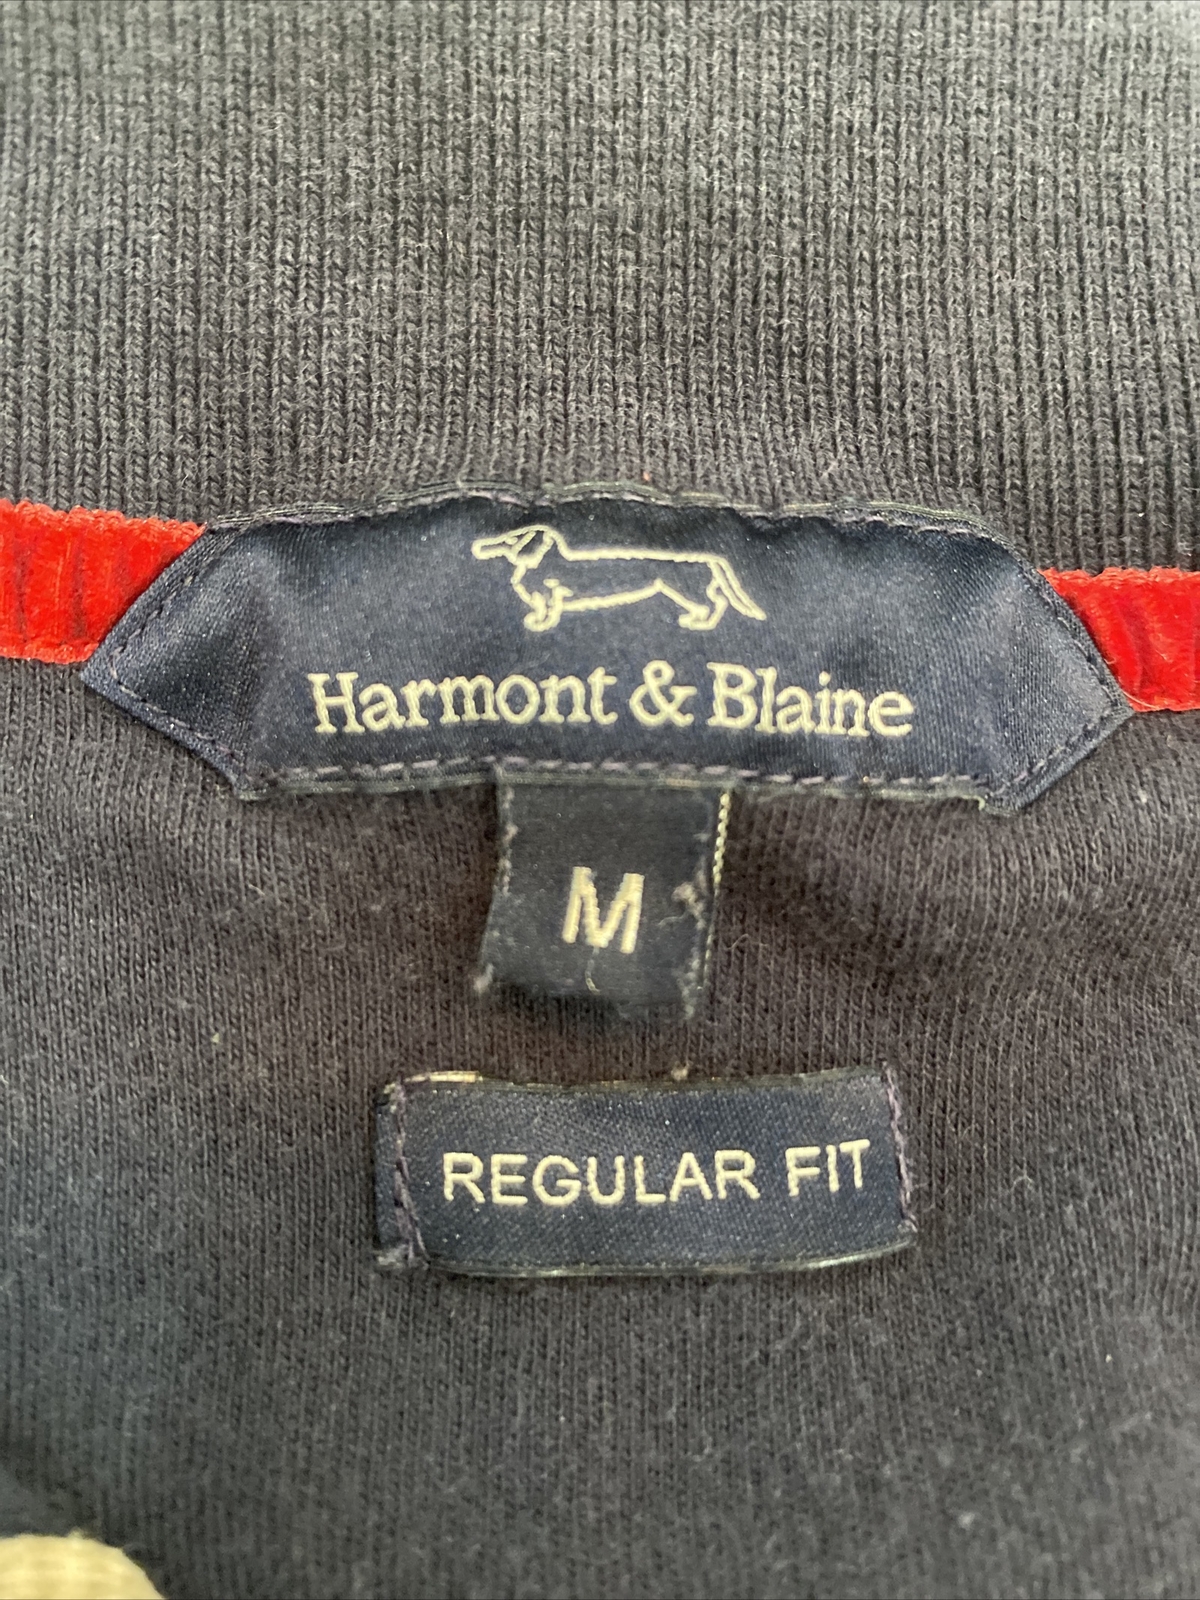 Harmont & Blaine
M
REGULAR FIT